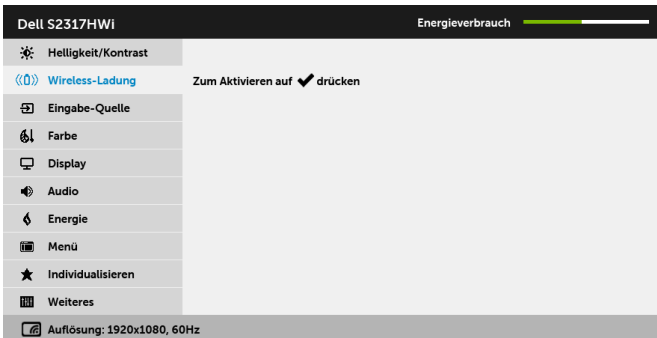 Dell S2317HWi
Energieverbrauch
Helligkeit/Kontrast
Wireless-Ladung
Zum Aktivieren auf ✔ drücken
Eingabe-Quelle
Farbe
Display
Audio
Energie
Menü
Individualisieren
Weiteres
Auflösung: 1920x1080, 60Hz